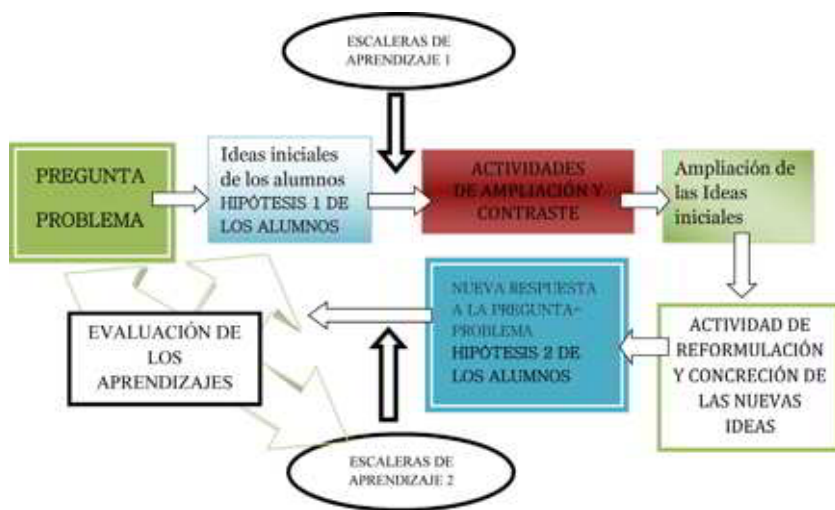 ESCALERAS DE
APRENDIZAJE 1
PREGUNTA
PROBLEMA
Ideas iniciales
de los alumnos
HIPÓTESIS 1 DE
LOS ALUMNOS
ACTIVIDADES
DE AMPLIACIÓN Y
CONTRASTE
Ampliación de
las Ideas
iniciales
EVALUACIÓN DE
LOS
APRENDIZAJES
NUEVA RESPUESTA
A LA PREGUNTA-
PROBLEMA
HIPÓTESIS 2 DE
LOS ALUMNOS
ACTIVIDAD DE
REFORMULACIÓN
Y CONCRECIÓN DE
LAS NUEVAS
IDEAS
ESCALERAS DE
APRENDIZAJE 2